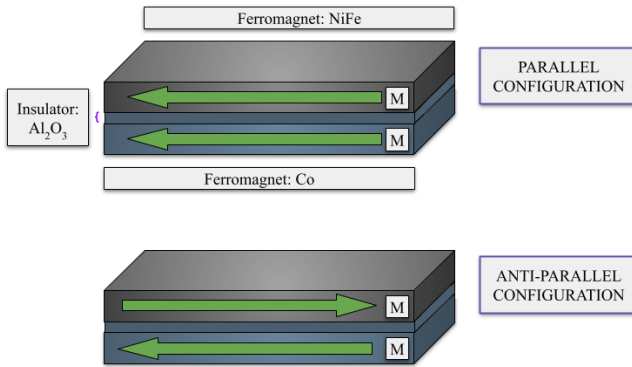 Ferromagnet: NiFe
PARALLEL
CONFIGURATION
M
Insulator:
Al₂O₃
{
M
Ferromagnet: Co
ANTI-PARALLEL
CONFIGURATION
M
M